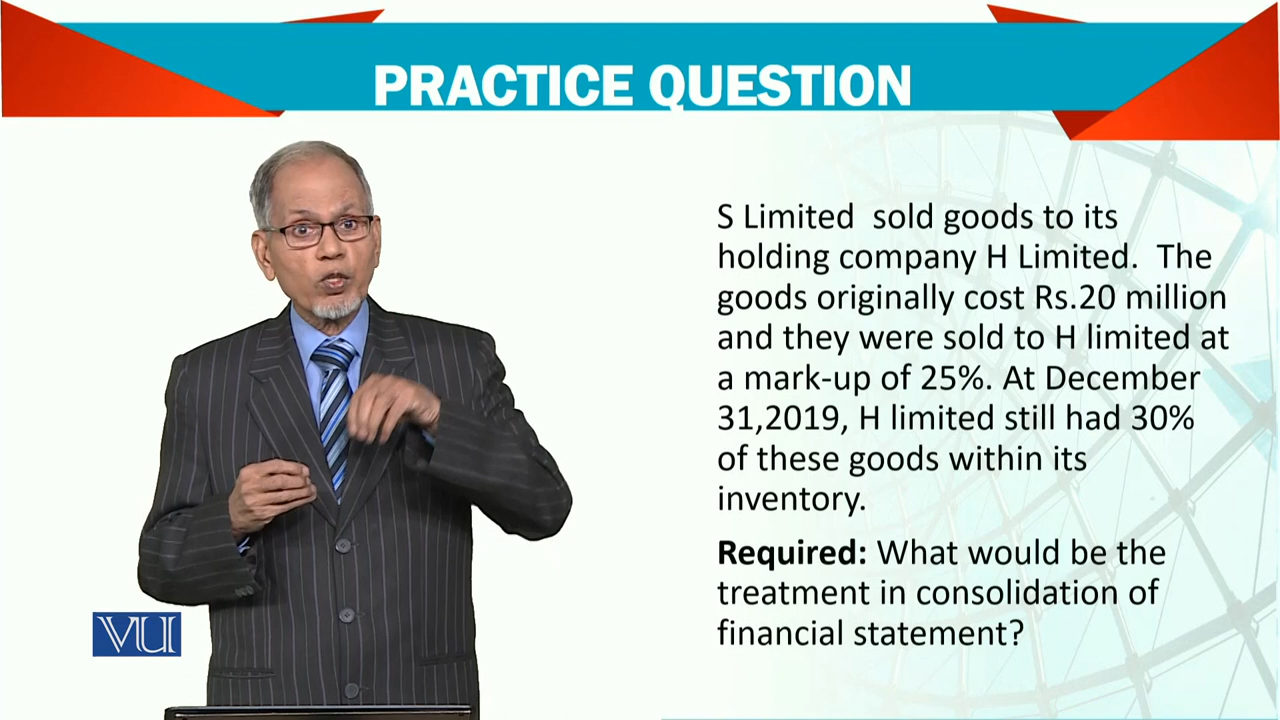 PRACTICE QUESTION
S Limited  sold goods to its
holding company H Limited.  The
goods originally cost Rs.20 million
and they were sold to H limited at
a mark-up of 25%. At December
31,2019, H limited still had 30%
of these goods within its
inventory.
Required: What would be the
treatment in consolidation of
financial statement?
VU